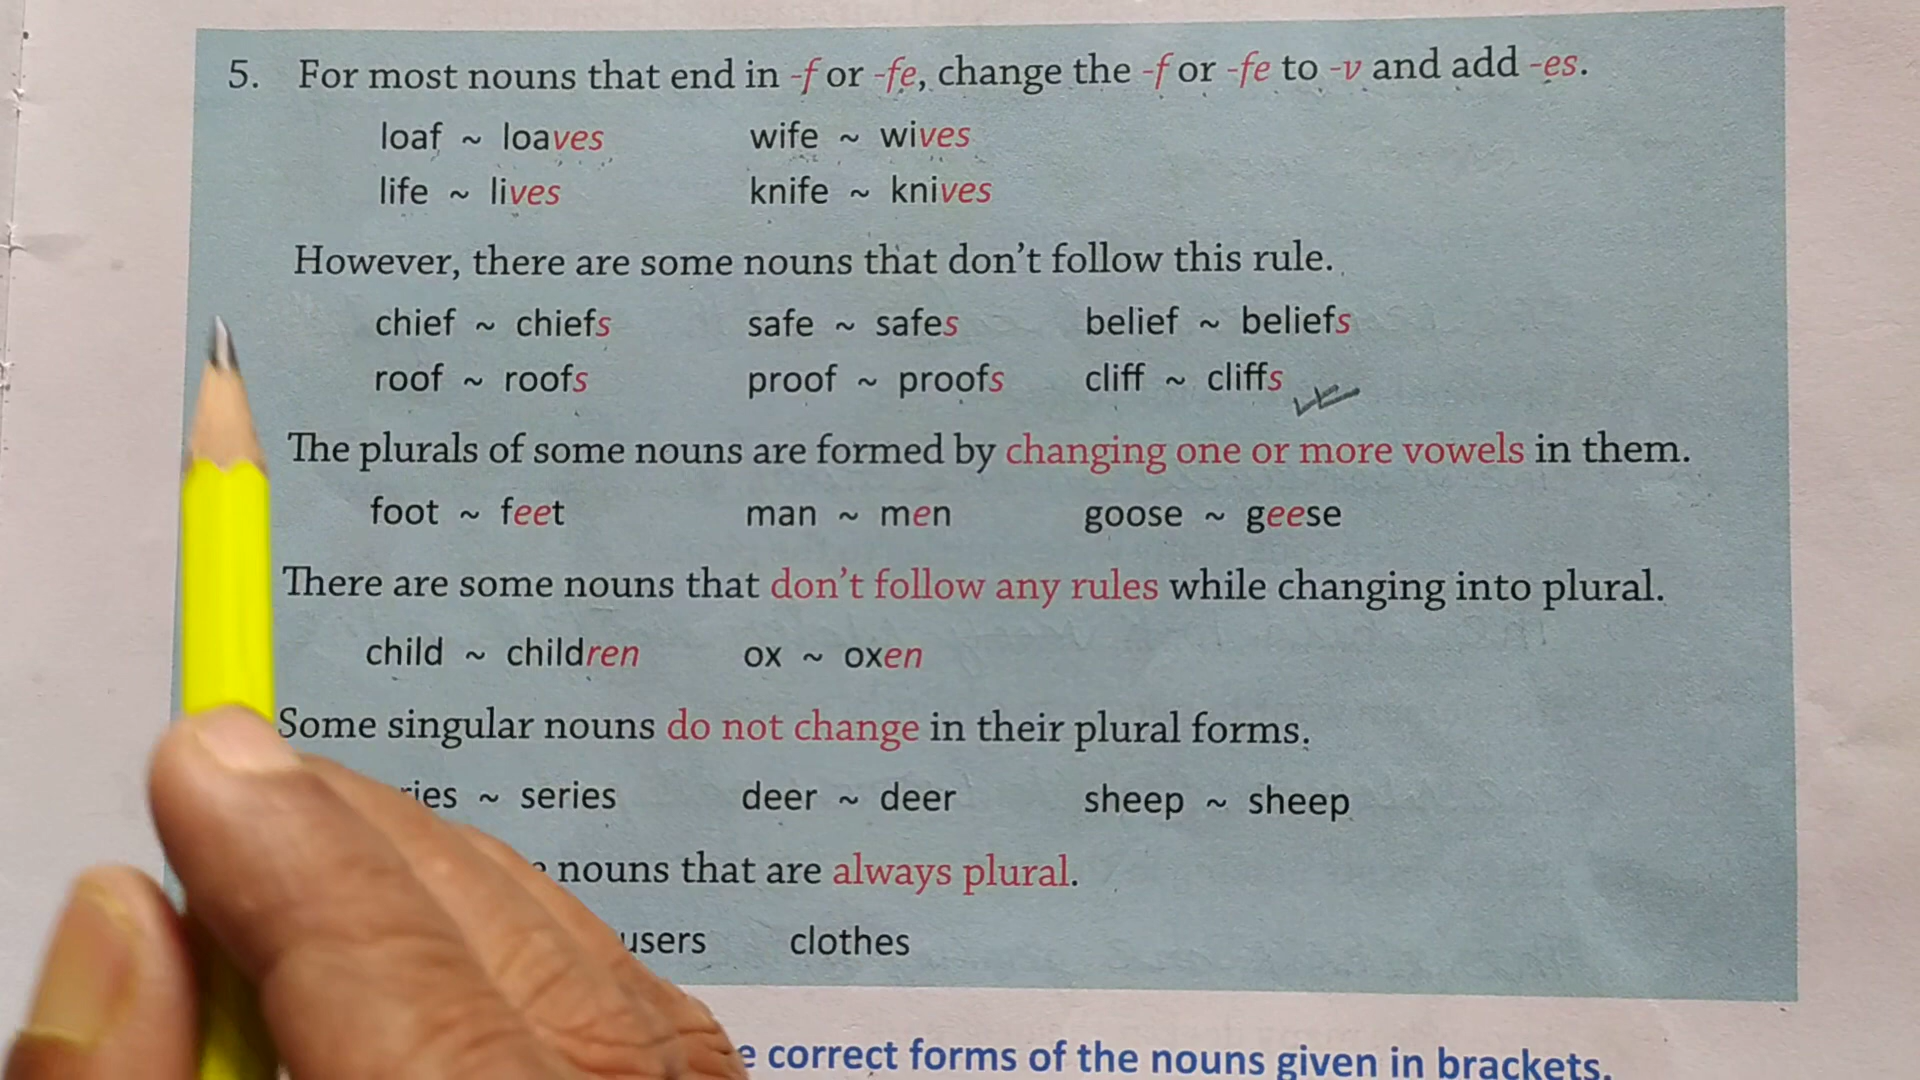 5. For most nouns that end in -f or -fe, change the -f or -fe to -v and add -es.
loaf ~ loaves wife ~ wives
life ~ lives knife ~ knives
However, there are some nouns that don't follow this rule.
chief ~ chiefs safe ~ safes belief ~ beliefs
roof ~ roofs proof ~ proofs cliff ~ cliffs
The plurals of some nouns are formed by changing one or more vowels in them.
foot ~ feet man ~ men goose ~ geese
There are some nouns that don't follow any rules while changing into plural.
child ~ children ox ~ oxen
Some singular nouns do not change in their plural forms.
~ series deer ~ deer sheep ~ sheep
nouns that are always plural.
clothes
correct forms of the nouns given in brackets.